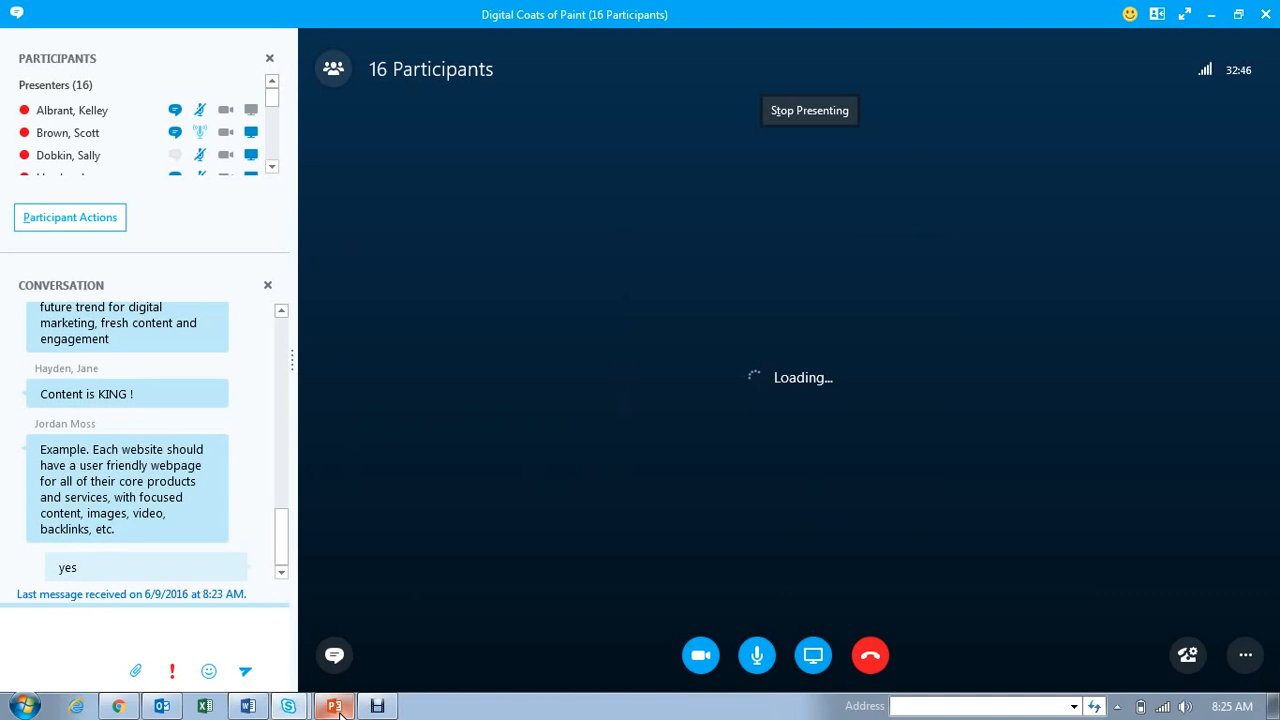 Digital Coats of Paint (16 Participants)
PARTICIPANTS
Presenters (16)
Albrant, Kelley
Brown, Scott
Dobkin, Sally
Participant Actions
CONVERSATION
future trend for digital
marketing, fresh content and
engagement
Hayden, Jane
Content is KING !
Jordan Moss
Example. Each website should
have a user friendly webpage
for all of their core products
and services, with focused
content, images, video,
backlinks, etc.
yes
Last message received on 6/9/2016 at 8:23 AM.
16 Participants
32:46
Stop Presenting
Loading...
Address
8:25 AM